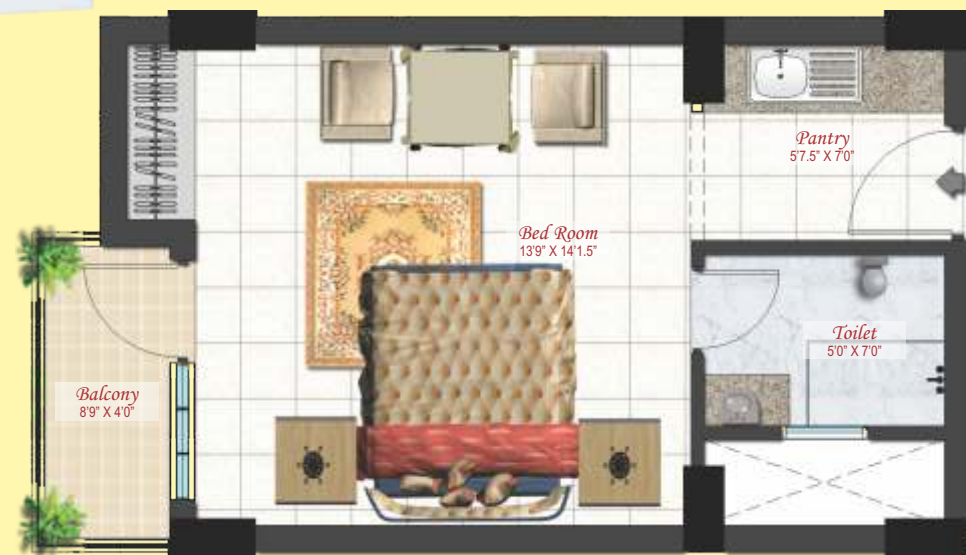 Pantry
5'7.5" X 7'0"
Bed Room
13'9" X 14'1.5"
Toilet
5'0" X 7'0"
Balcony
8'9" X 4'0"